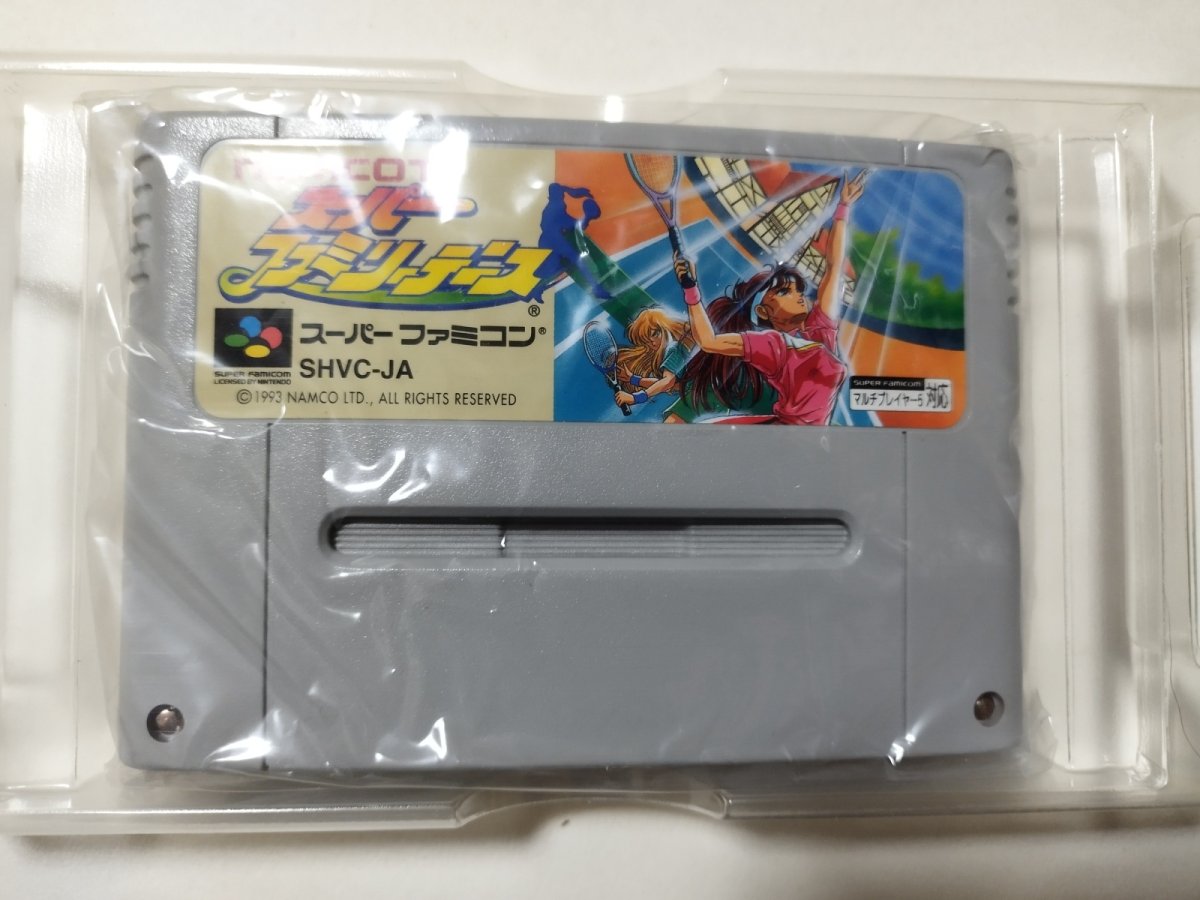 NAMCOT
スーパー
ファミリーテニス
®
スーパーファミコン®
SHVC-JA
SUPER FAMICOM
LICENSED BY NINTENDO
©1993 NAMCO LTD., ALL RIGHTS RESERVED
SUPER FAMICOM
マルチプレイヤー5 対応